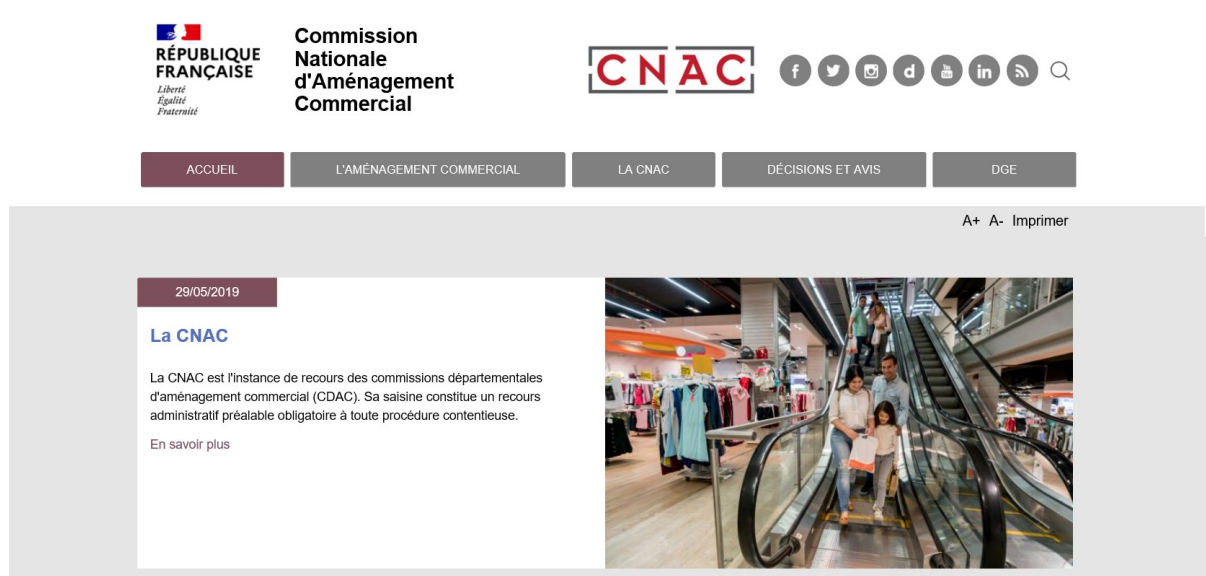 RÉPUBLIQUE
FRANÇAISE
Liberté
Égalité
Fraternité
Commission
Nationale
d'Aménagement
Commercial
CNAC
ACCUEIL
L'AMÉNAGEMENT COMMERCIAL
LA CNAC
DÉCISIONS ET AVIS
DGE
A+ A- Imprimer
29/05/2019
La CNAC
La CNAC est l'instance de recours des commissions départementales
d'aménagement commercial (CDAC). Sa saisine constitue un recours
administratif préalable obligatoire à toute procédure contentieuse.
En savoir plus